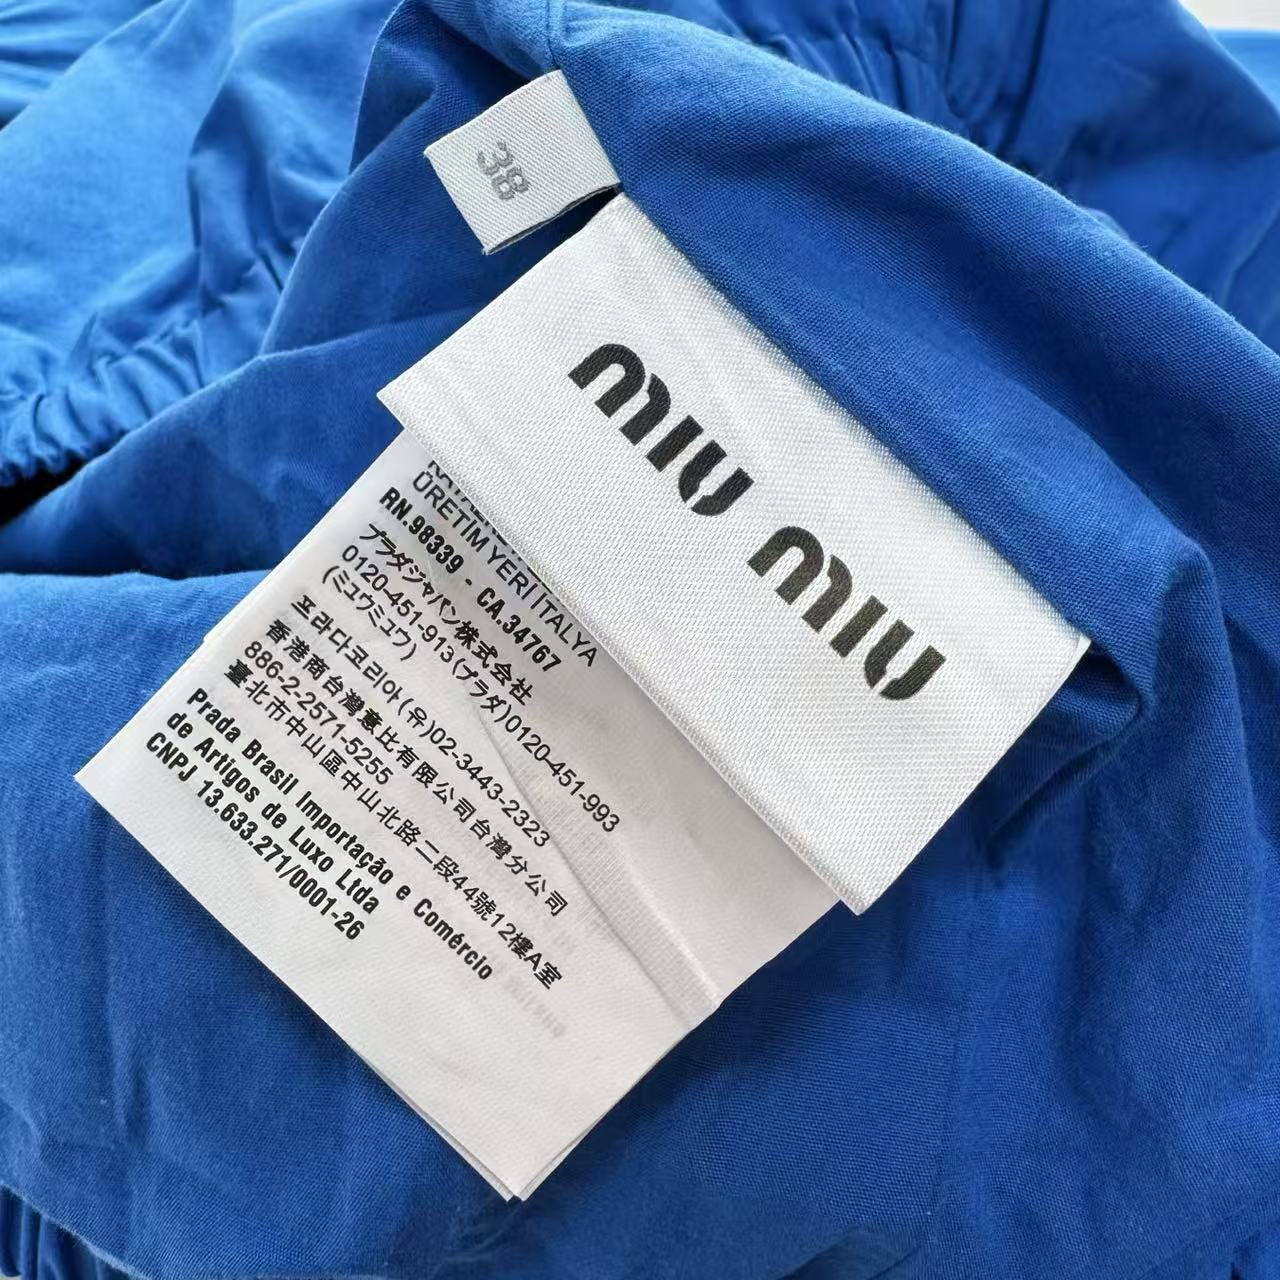 38
miu miu
ÜRETİM YERİ İTALYA
RN.98339 - CA.34767
プラダジャパン株式会社
0120-451-913(プラダ)0120-451-993
(ミュウミュウ)
프라다코리아(유)02-3443-2323
香港商台灣意比有限公司台灣分公司
886-2-2571-5255
臺北市中山區中山北路二段44號12樓A室
Prada Brasil Importação e Comércio
de Artigos de Luxo Ltda
CNPJ 13.633.271/0001-26